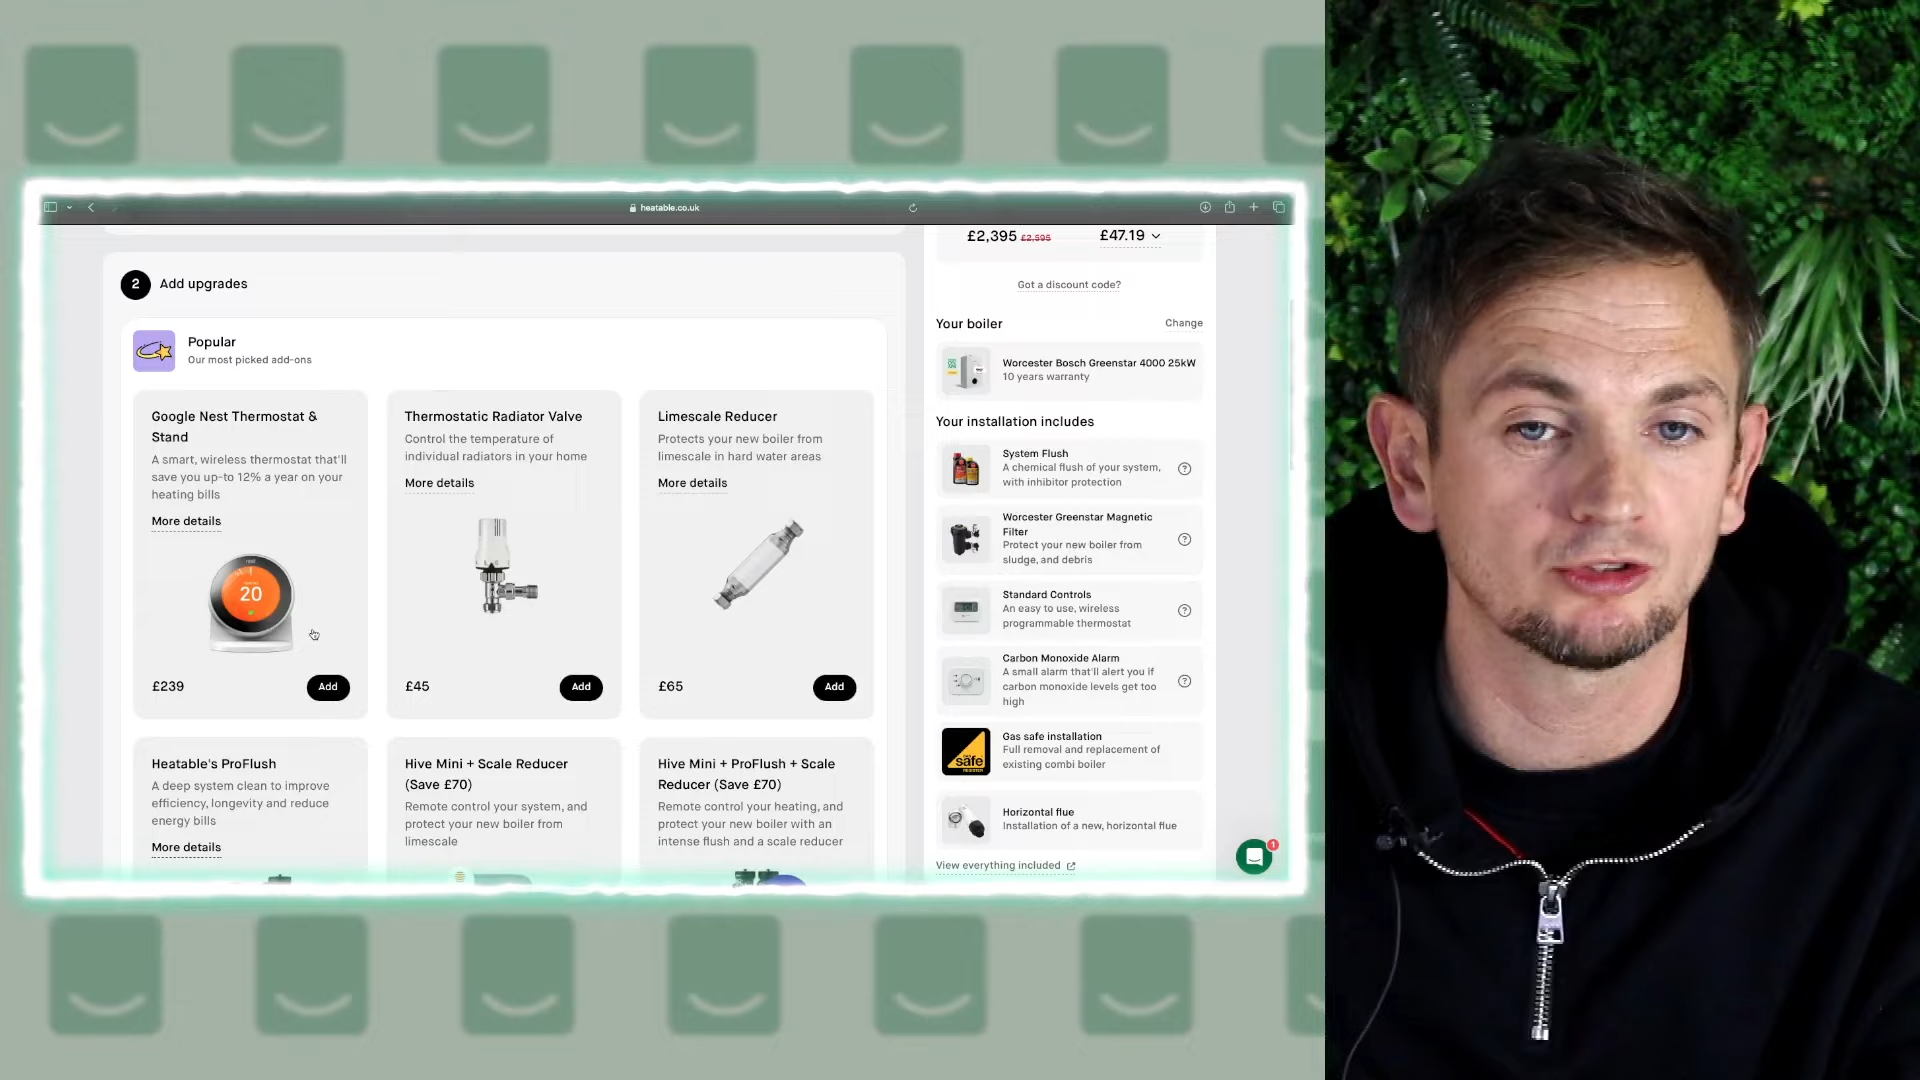 heatable.co.uk
£2,395 £2,595
£47.19
Got a discount code?
2
Add upgrades
Popular
Our most picked add-ons
Google Nest Thermostat &
Stand
A smart, wireless thermostat that'll
save you up-to 12% a year on your
heating bills
More details
20
£239
Add
Thermostatic Radiator Valve
Control the temperature of
individual radiators in your home
More details
£45
Add
Limescale Reducer
Protects your new boiler from
limescale in hard water areas
More details
£65
Add
Heatable's ProFlush
A deep system clean to improve
efficiency, longevity and reduce
energy bills
More details
Hive Mini + Scale Reducer
(Save £70)
Remote control your system, and
protect your new boiler from
limescale
Hive Mini + ProFlush + Scale
Reducer (Save £70)
Remote control your heating, and
protect your new boiler with an
intense flush and a scale reducer
Your boiler
Change
Worcester Bosch Greenstar 4000 25kW
10 years warranty
Your installation includes
System Flush
A chemical flush of your system,
with inhibitor protection
?
Worcester Greenstar Magnetic
Filter
Protect your new boiler from
sludge, and debris
?
Standard Controls
An easy to use, wireless
programmable thermostat
?
Carbon Monoxide Alarm
A small alarm that'll alert you if
carbon monoxide levels get too
high
?
safe
REGISTER
Gas safe installation
Full removal and replacement of
existing combi boiler
Horizontal flue
Installation of a new, horizontal flue
View everything included
1